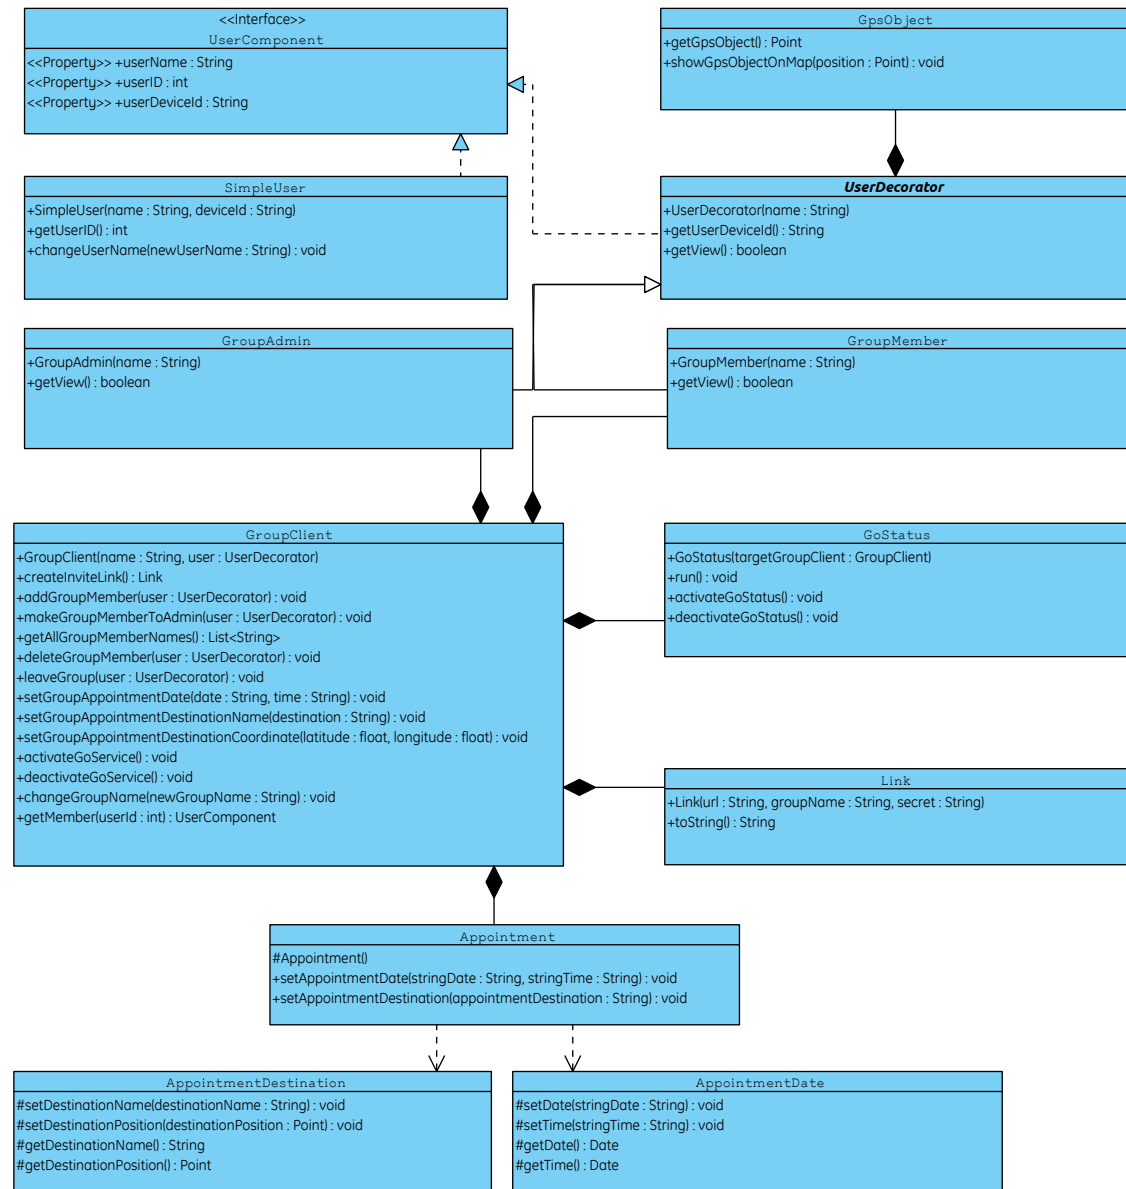 <<Interface>>
UserComponent
<<Property>> +userName : String
<<Property>> +userID : int
<<Property>> +userDeviceId : String
GpsObject
+getGpsObject() : Point
+showGpsObjectOnMap(position : Point) : void
SimpleUser
+SimpleUser(name : String, deviceId : String)
+getUserID() : int
+changeUserName(newUserName : String) : void
UserDecorator
+UserDecorator(name : String)
+getUserDeviceId() : String
+getView() : boolean
GroupAdmin
+GroupAdmin(name : String)
+getView() : boolean
GroupMember
+GroupMember(name : String)
+getView() : boolean
GroupClient
+GroupClient(name : String, user : UserDecorator)
+createInviteLink() : Link
+addGroupMember(user : UserDecorator) : void
+makeGroupMemberToAdmin(user : UserDecorator) : void
+getAllGroupMemberNames() : List<String>
+deleteGroupMember(user : UserDecorator) : void
+leaveGroup(user : UserDecorator) : void
+setGroupAppointmentDate(date : String, time : String) : void
+setGroupAppointmentDestinationName(destination : String) : void
+setGroupAppointmentDestinationCoordinate(latitude : float, longitude : float) : void
+activateGoService() : void
+deactivateGoService() : void
+changeGroupName(newGroupName : String) : void
+getMember(userId : int) : UserComponent
GoStatus
+GoStatus(targetGroupClient : GroupClient)
+run() : void
+activateGoStatus() : void
+deactivateGoStatus() : void
Link
+Link(url : String, groupName : String, secret : String)
+toString() : String
Appointment
#Appointment()
+setAppointmentDate(stringDate : String, stringTime : String) : void
+setAppointmentDestination(appointmentDestination : String) : void
AppointmentDestination
#setDestinationName(destinationName : String) : void
#setDestinationPosition(destinationPosition : Point) : void
#getDestinationName() : String
#getDestinationPosition() : Point
AppointmentDate
#setDate(stringDate : String) : void
#setTime(stringTime : String) : void
#getDate() : Date
#getTime() : Date